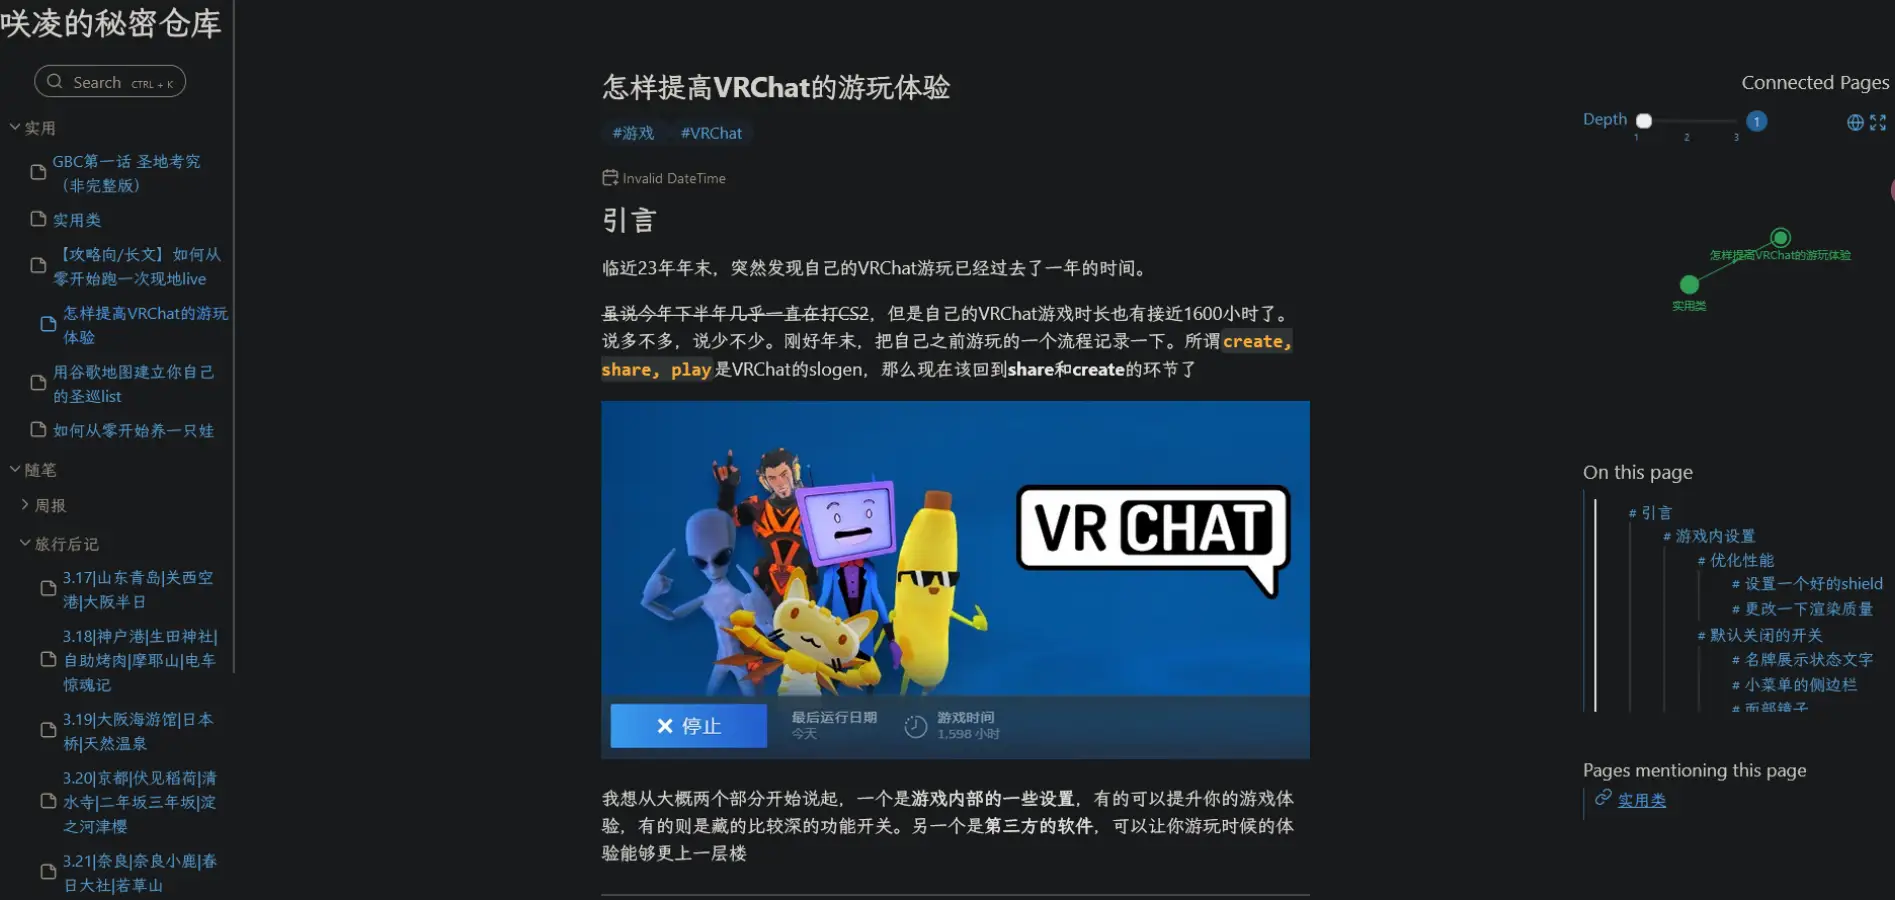 咲凌的秘密仓库
Search CTRL + K
实用
GBC第一话 圣地考究
（非完整版）
实用类
【攻略向/长文】如何从
零开始跑一次现地live
怎样提高VRChat的游玩
体验
用谷歌地图建立你自己
的圣巡list
如何从零开始养一只娃
随笔
周报
旅行后记
3.17|山东青岛|关西空
港|大阪半日
3.18|神户港|生田神社|
自助烤肉|摩耶山|电车
惊魂记
3.19|大阪海游馆|日本
桥|天然温泉
3.20|京都|伏见稻荷|清
水寺|二年坂三年坂|淀
之河津樱
3.21|奈良|奈良小鹿|春
日大社|若草山
怎样提高VRChat的游玩体验
#游戏 #VRChat
Invalid DateTime
引言
临近23年年末，突然发现自己的VRChat游玩已经过去了一年的时间。
虽说今年下半年几乎一直在打CS2，但是自己的VRChat游戏时长也有接近1600小时了。
说多不多，说少不少。刚好年末，把自己之前游玩的一个流程记录一下。所谓create,
share, play是VRChat的slogen，那么现在该回到share和create的环节了
VR CHAT
停止
最后运行日期
今天
游戏时间
1,598 小时
我想从大概两个部分开始说起，一个是游戏内部的一些设置，有的可以提升你的游戏体
验，有的则是藏的比较深的功能开关。另一个是第三方的软件，可以让你游玩时候的体
验能够更上一层楼
Connected Pages
Depth 1
1 2 3
怎样提高VRChat的游玩体验
实用类
On this page
# 引言
# 游戏内设置
# 优化性能
# 设置一个好的shield
# 更改一下渲染质量
# 默认关闭的开关
# 名牌展示状态文字
# 小菜单的侧边栏
# 面部镜子
Pages mentioning this page
实用类